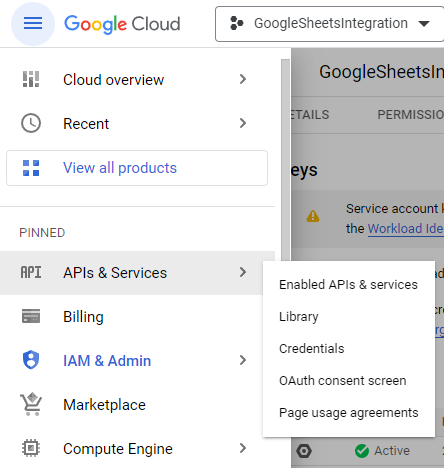 Google Cloud
GoogleSheetsIntegration
Cloud overview
Recent
View all products
PINNED
API APIs & Services
Billing
IAM & Admin
Marketplace
Compute Engine
Enabled APIs & services
Library
Credentials
OAuth consent screen
Page usage agreements
GoogleSheetsIn
ETAILS
PERMISSIO
eys
Service account k
the Workload Ide
Active